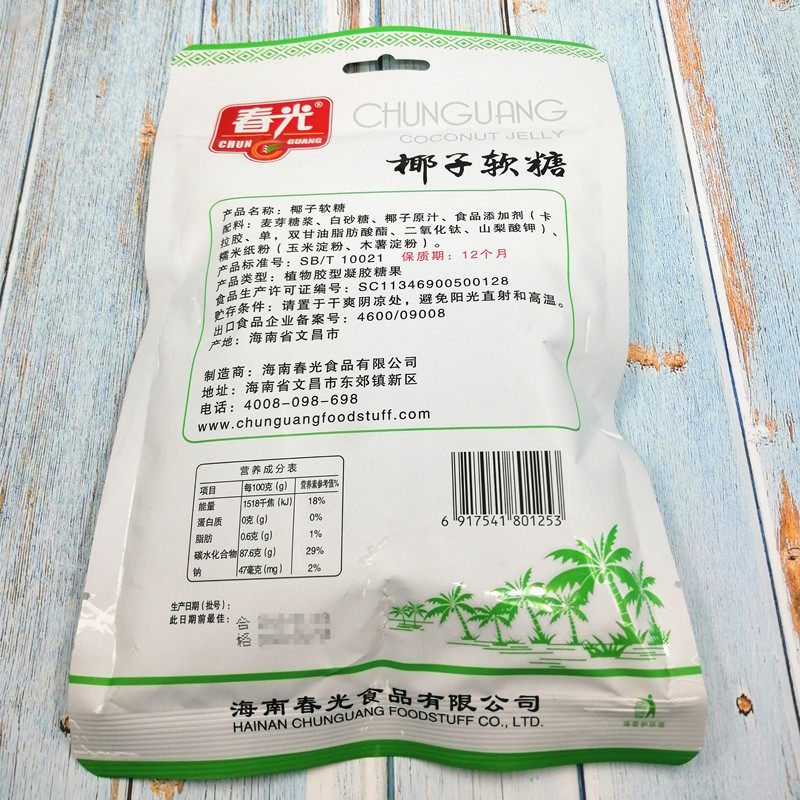 春光®
CHUN GUANG
CHUNGUANG
COCONUT JELLY
椰子软糖
产品名称：椰子软糖
配料：麦芽糖浆、白砂糖、椰子原汁、食品添加剂（卡
拉胶、单，双甘油脂肪酸酯、二氧化钛、山梨酸钾）、
糯米纸粉（玉米淀粉、木薯淀粉）。
产品标准号：SB/T 10021 保质期：12个月
产品类型：植物胶型凝胶糖果
食品生产许可证编号：SC11346900500128
贮存条件：请置于干爽阴凉处，避免阳光直射和高温。
出口食品企业备案号：4600/09008
产地：海南省文昌市
制造商：海南春光食品有限公司
地址：海南省文昌市东郊镇新区
电话：4008-098-698
www.chunguangfoodstuff.com
营养成分表
项目 每100克(g) 营养素参考值%
能量 1518千焦(kJ) 18%
蛋白质 0克(g) 0%
脂肪 0.6克(g) 1%
碳水化合物 87.6克(g) 29%
钠 47毫克(mg) 2%
6 917541 801253
生产日期(批号)：
此日期前最佳：
合
格
海南春光食品有限公司
HAINAN CHUNGUANG FOODSTUFF CO., LTD.
请爱护环境